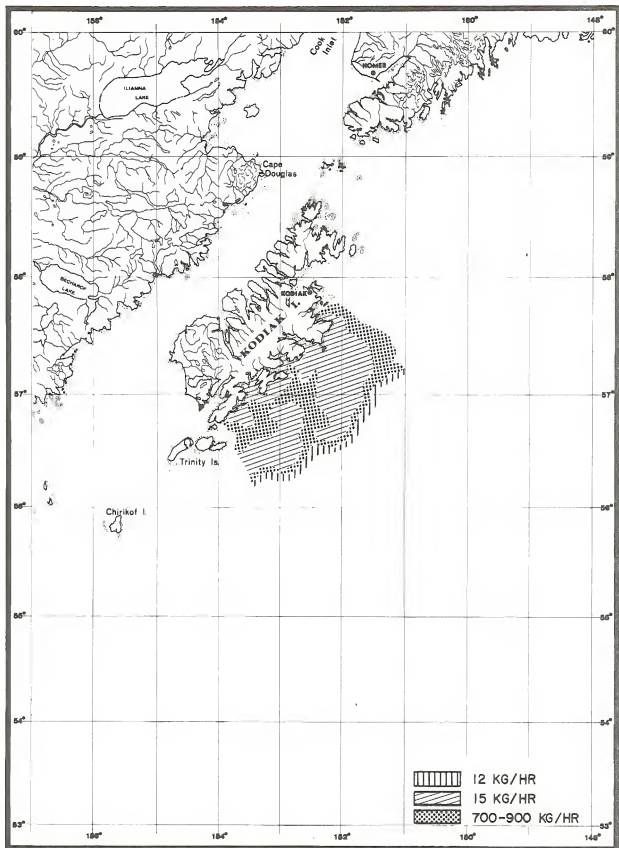 156° 154° 152° 150° 148°
60° 60°
Cook
Inlet
HOMER
ILIAMNA
LAKE
59° 59°
Cape
Douglas
58° 58°
BECHAROF
LAKE
KODIAK
KODIAK I.
57° 57°
Trinity Is.
56° 56°
Chirikof I.
55° 55°
54° 54°
12 KG/HR
15 KG/HR
700-900 KG/HR
53° 53°
156° 154° 152° 150° 148°